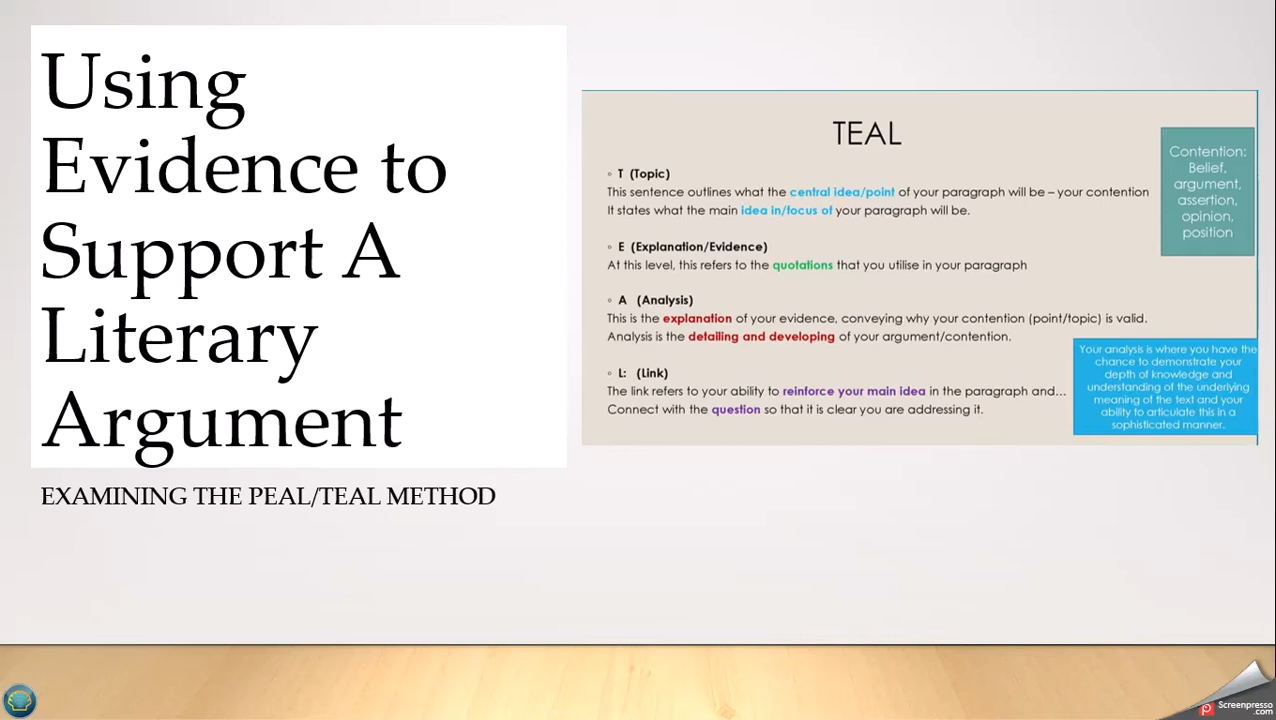 Using
Evidence to
Support A
Literary
Argument
EXAMINING THE PEAL/TEAL METHOD
TEAL
◦ T (Topic)
This sentence outlines what the central idea/point of your paragraph will be – your contention
It states what the main idea in/focus of your paragraph will be.
◦ E (Explanation/Evidence)
At this level, this refers to the quotations that you utilise in your paragraph
◦ A (Analysis)
This is the explanation of your evidence, conveying why your contention (point/topic) is valid.
Analysis is the detailing and developing of your argument/contention.
◦ L: (Link)
The link refers to your ability to reinforce your main idea in the paragraph and...
Connect with the question so that it is clear you are addressing it.
Contention:
Belief,
argument,
assertion,
opinion,
position
Your analysis is where you have the
chance to demonstrate your
depth of knowledge and
understanding of the underlying
meaning of the text and your
ability to articulate this in a
sophisticated manner.
Screenpresso
.com